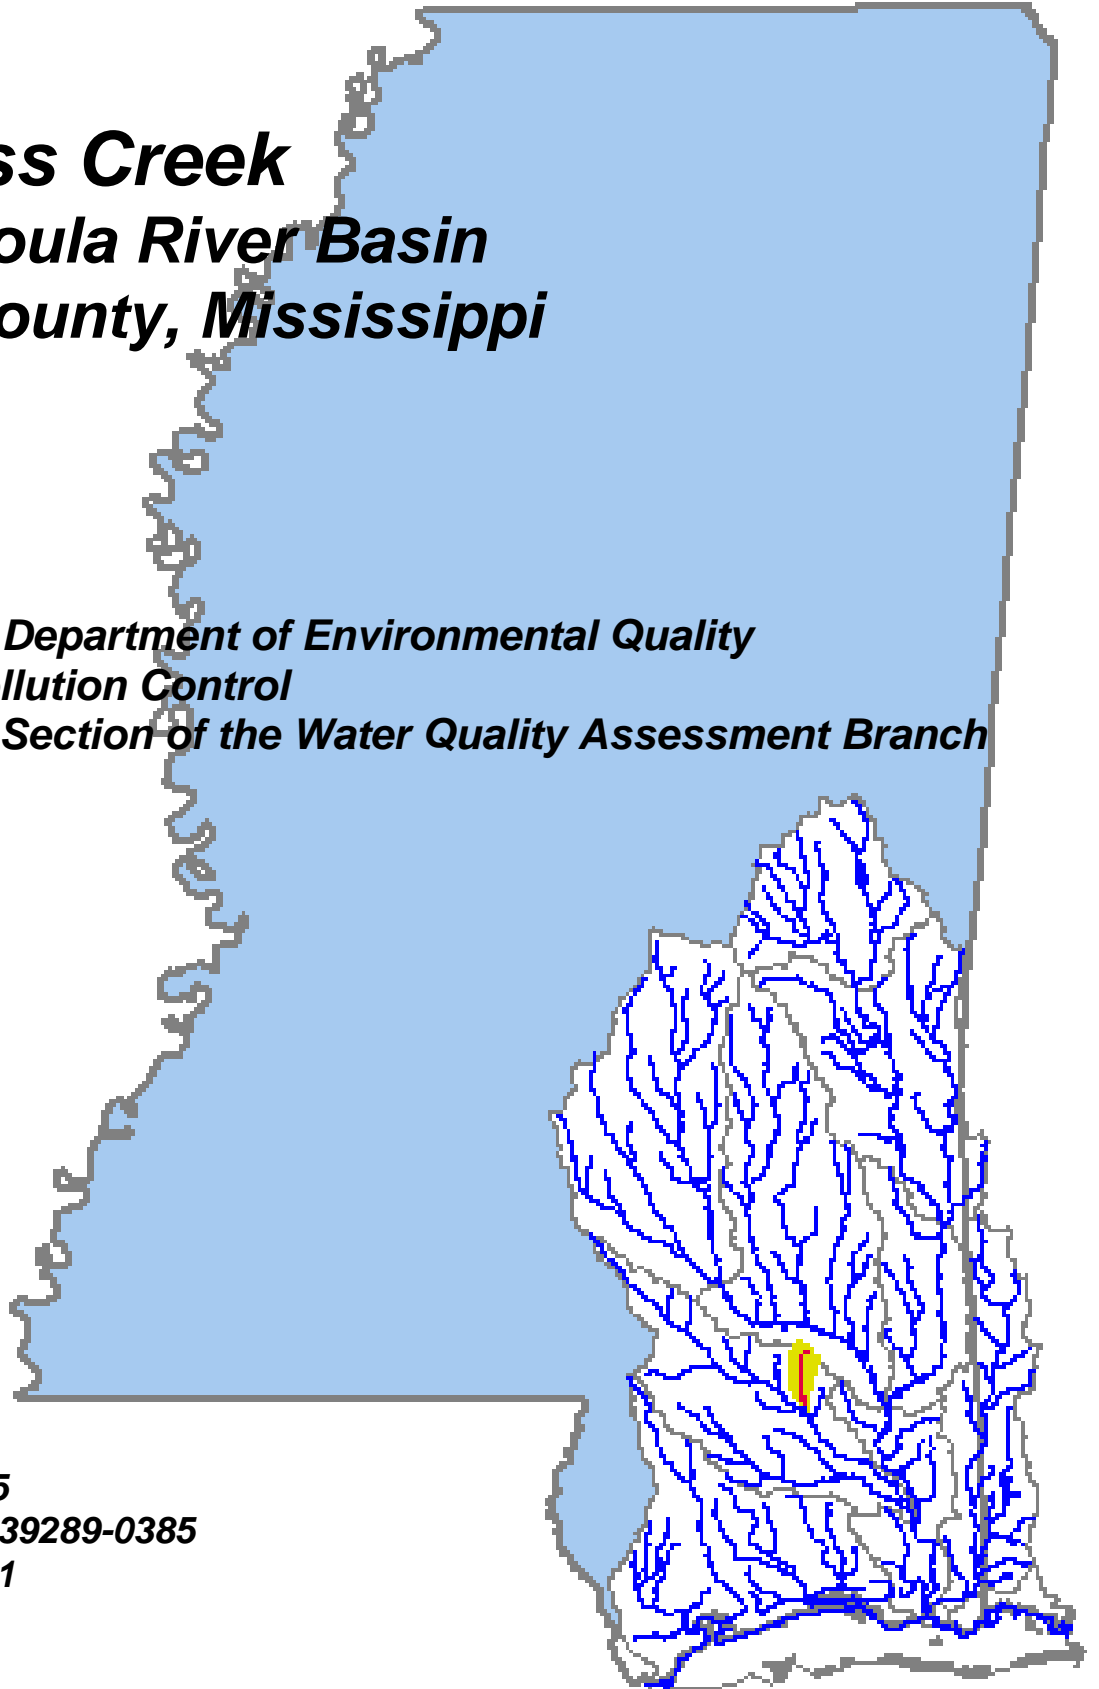 ss Creek
oula River Basin
ounty, Mississippi
Department of Environmental Quality
llution Control
Section of the Water Quality Assessment Branch
5
39289-0385
1